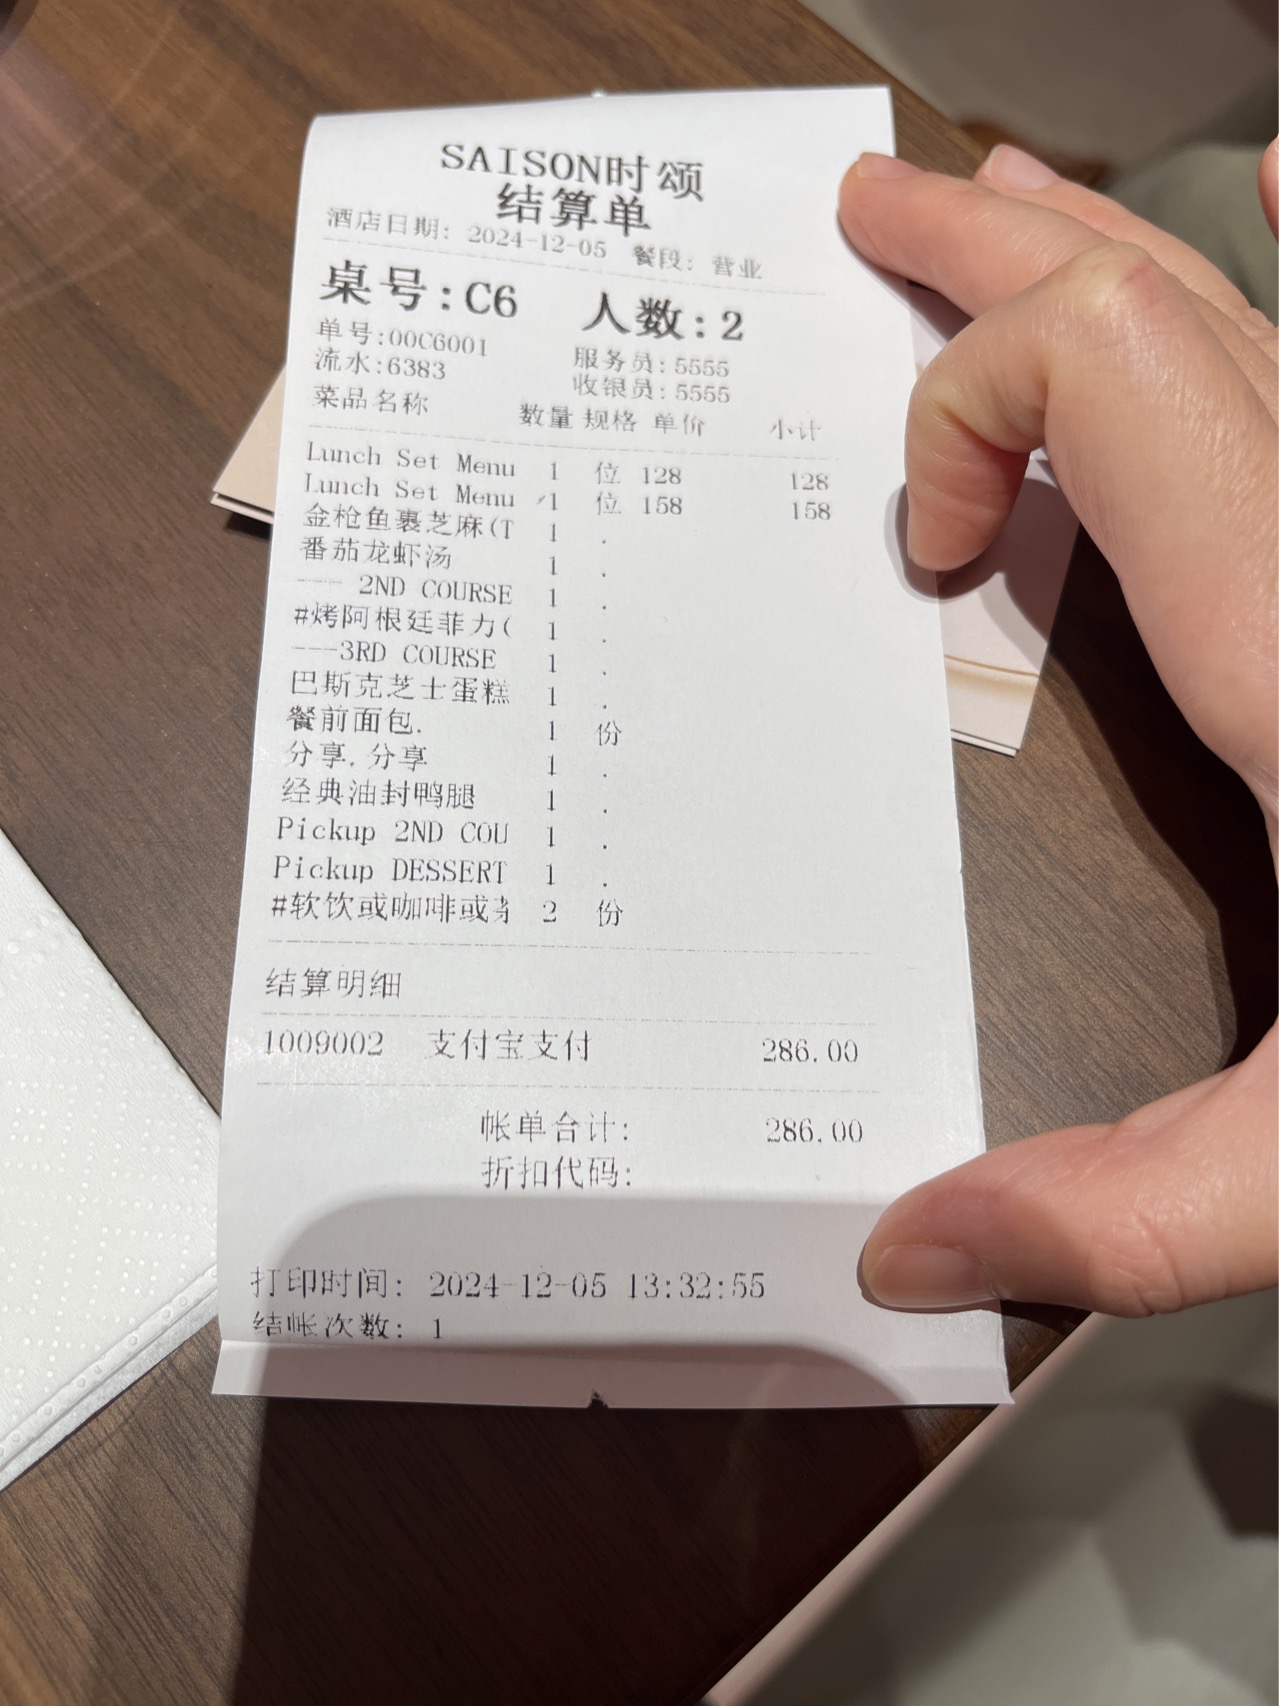 SAISON时颂
结算单
酒店日期: 2024-12-05 餐段: 营业
桌号:C6 人数:2
单号:00C6001 服务员:5555
流水:6383 收银员:5555
菜品名称 数量 规格 单价 小计
Lunch Set Menu 1 位 128 128
Lunch Set Menu 1 位 158 158
金枪鱼裹芝麻(T 1 .
番茄龙虾汤 1 .
--- 2ND COURSE 1 .
#烤阿根廷菲力( 1 .
---3RD COURSE 1 .
巴斯克芝士蛋糕 1 .
餐前面包. 1 份
分享.分享 1 .
经典油封鸭腿 1 .
Pickup 2ND COU 1 .
Pickup DESSERT 1 .
#软饮或咖啡或 2 份
结算明细
1009002 支付宝支付 286.00
帐单合计: 286.00
折扣代码:
打印时间: 2024-12-05 13:32:55
结帐次数: 1